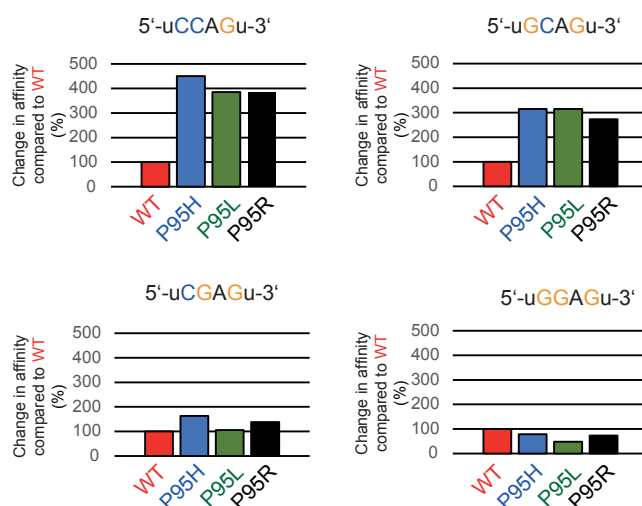 5‘-uCCAGu-3‘
Change in affinity
compared to WT
(%)
500
400
300
200
100
0
WT
P95H
P95L
P95R
5‘-uGCAGu-3‘
Change in affinity
compared to WT
(%)
500
400
300
200
100
0
WT
P95H
P95L
P95R
5‘-uCGAGu-3‘
Change in affinity
compared to WT
(%)
500
400
300
200
100
0
WT
P95H
P95L
P95R
5‘-uGGAGu-3‘
Change in affinity
compared to WT
(%)
500
400
300
200
100
0
WT
P95H
P95L
P95R